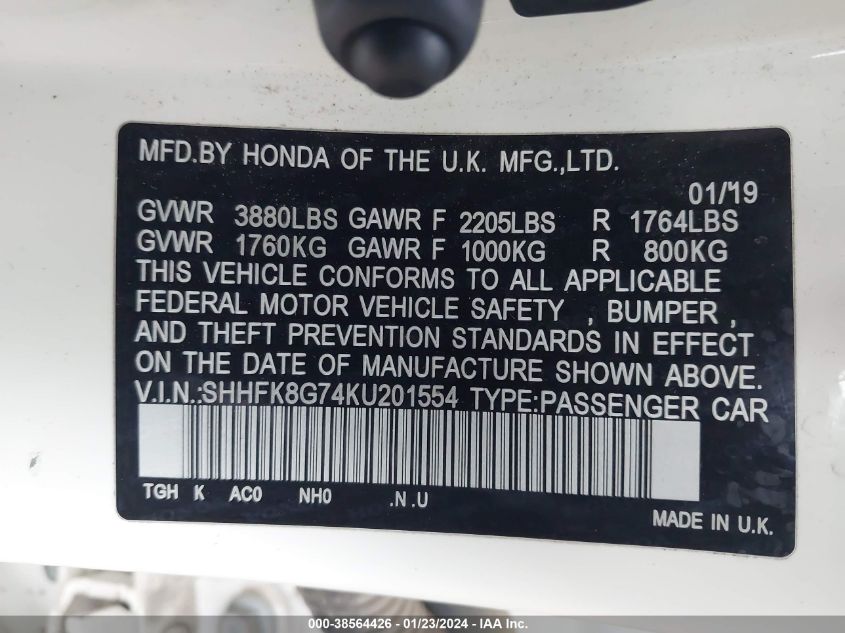 MFD.BY HONDA OF THE U.K. MFG.,LTD.
01/19
GVWR 3880LBS GAWR F 2205LBS R 1764LBS
GVWR 1760KG GAWR F 1000KG R 800KG
THIS VEHICLE CONFORMS TO ALL APPLICABLE
FEDERAL MOTOR VEHICLE SAFETY , BUMPER ,
AND THEFT PREVENTION STANDARDS IN EFFECT
ON THE DATE OF MANUFACTURE SHOWN ABOVE.
V.I.N.:SHHFK8G74KU201554 TYPE:PASSENGER CAR
TGH K AC0 NH0 .N .U
MADE IN U.K.
000-38564426 - 01/23/2024 - IAA Inc.